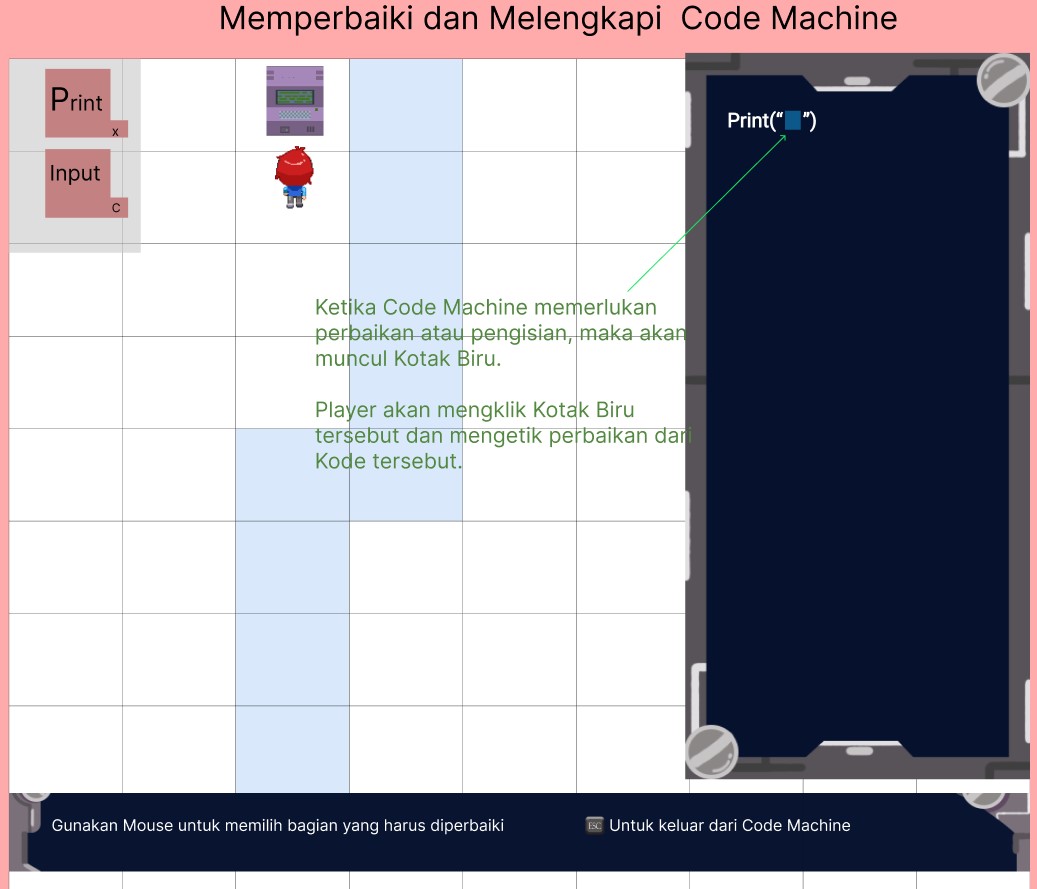 Memperbaiki dan Melengkapi Code Machine
Print
x
Input
C
Print("")
Ketika Code Machine memerlukan
perbaikan atau pengisian, maka akan
muncul Kotak Biru.
Player akan mengklik Kotak Biru
tersebut dan mengetik perbaikan dari
Kode tersebut.
Gunakan Mouse untuk memilih bagian yang harus diperbaiki
ESC Untuk keluar dari Code Machine